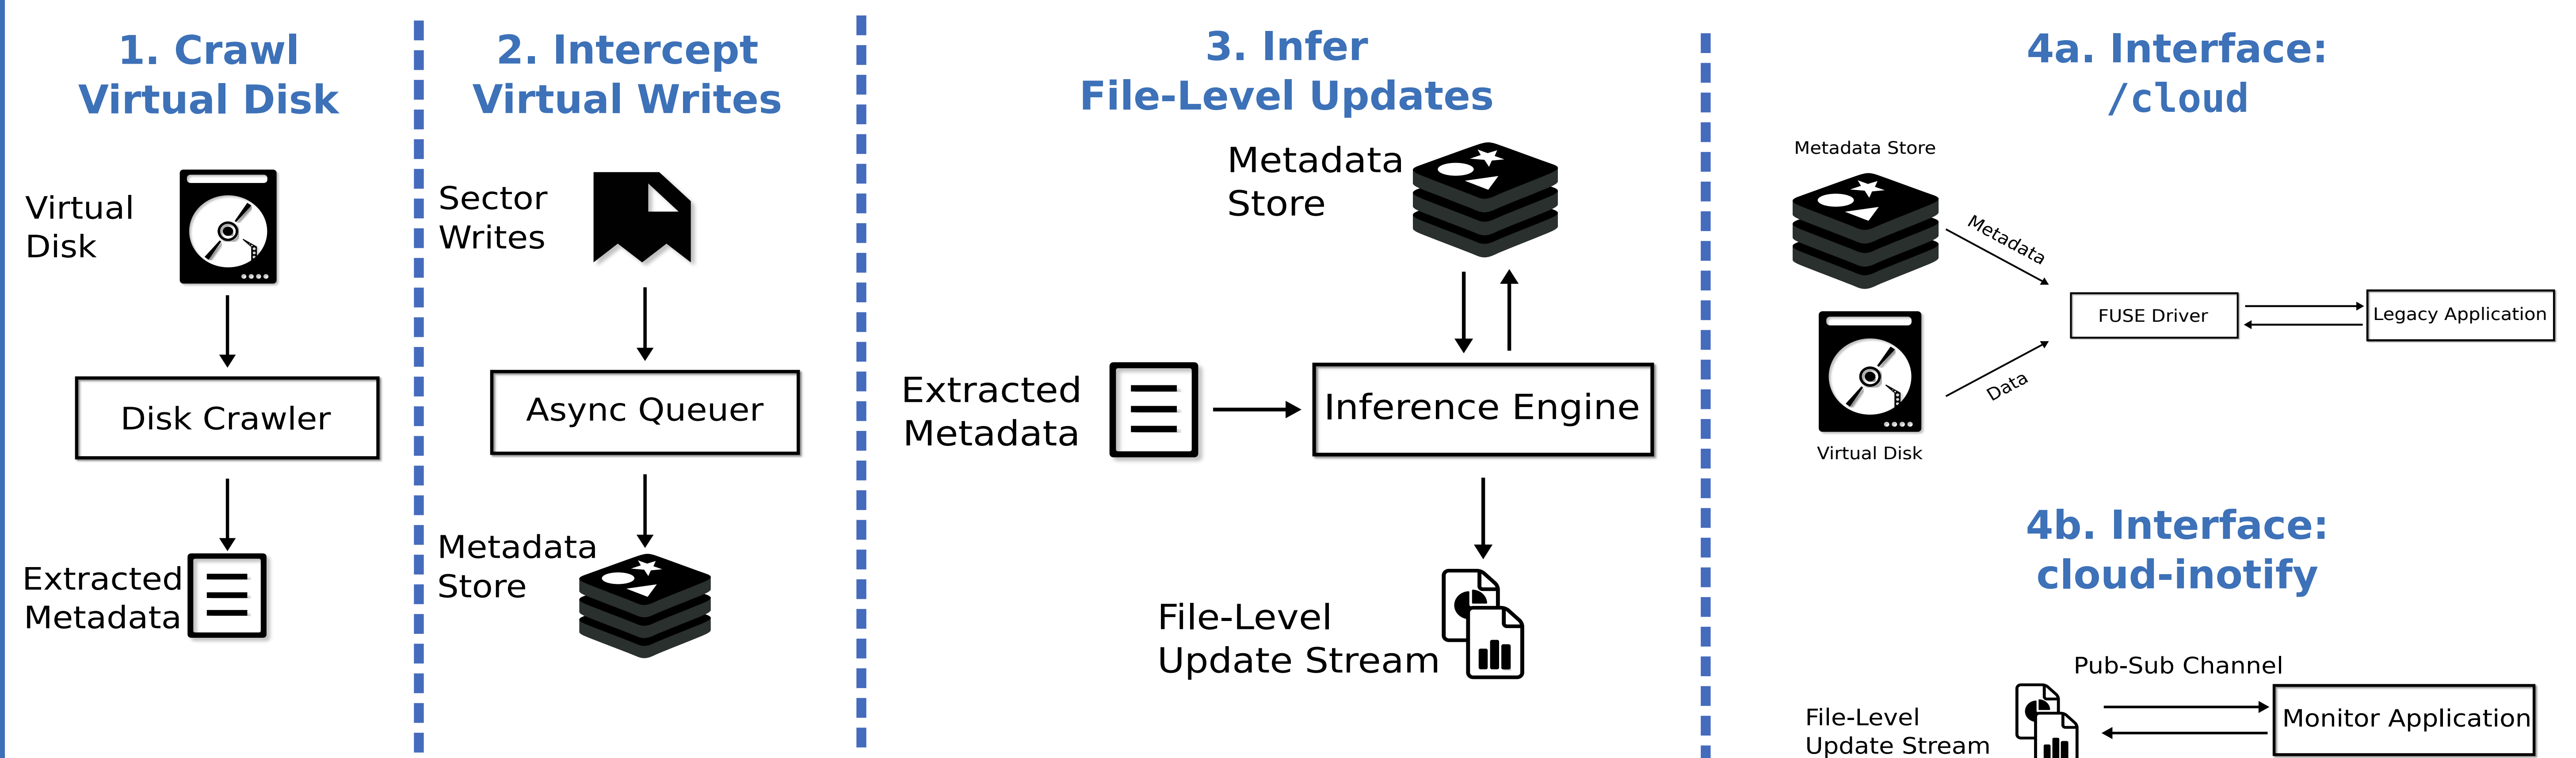 1. Crawl
Virtual Disk
Virtual
Disk
Disk Crawler
Extracted
Metadata
2. Intercept
Virtual Writes
Sector
Writes
Async Queuer
Metadata
Store
3. Infer
File-Level Updates
Metadata
Store
Extracted
Metadata
Inference Engine
File-Level
Update Stream
4a. Interface:
/cloud
Metadata Store
Metadata
FUSE Driver
Legacy Application
Data
Virtual Disk
4b. Interface:
cloud-inotify
Pub-Sub Channel
File-Level
Update Stream
Monitor Application